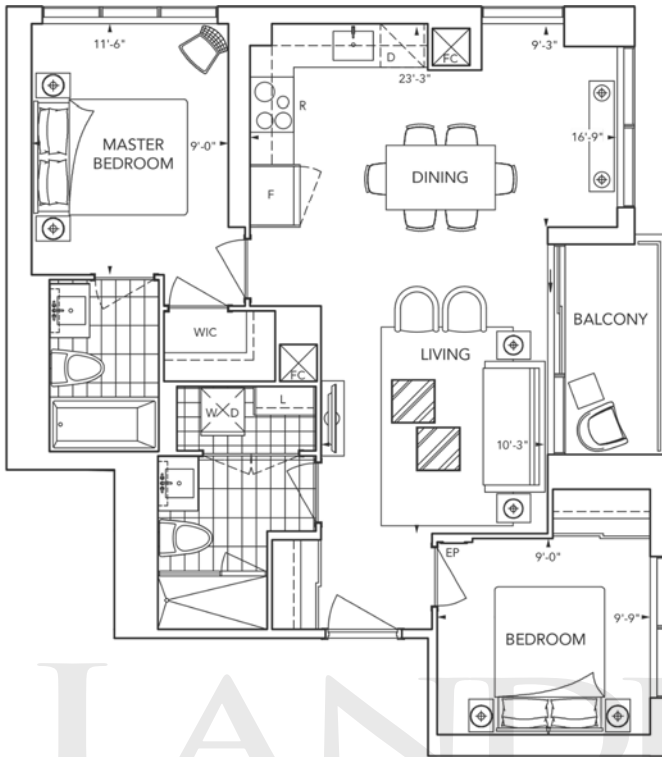 11'-6"
D
FC
23'-3"
9'-3"
R
MASTER
BEDROOM
9'-0"
16'-9"
DINING
F
BALCONY
WIC
LIVING
FC
W D
L
10'-3"
EP
9'-0"
9'-9"
BEDROOM